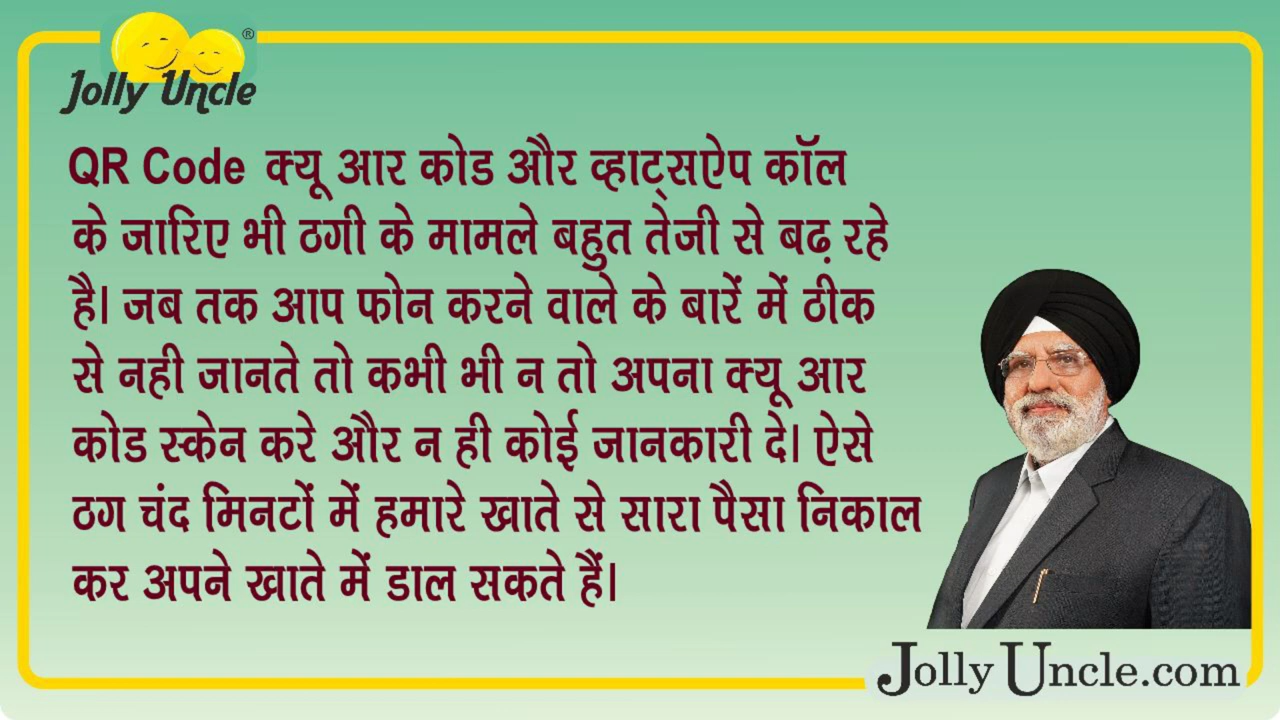 Jolly Uncle ®
QR Code क्यू आर कोड और व्हाट्सऐप कॉल
के जारिए भी ठगी के मामले बहुत तेजी से बढ़ रहे
है। जब तक आप फोन करने वाले के बारें में ठीक
से नही जानते तो कभी भी न तो अपना क्यू आर
कोड स्केन करे और न ही कोई जानकारी दे। ऐसे
ठग चंद मिनटों में हमारे खाते से सारा पैसा निकाल
कर अपने खाते में डाल सकते हैं।
Jolly Uncle.com